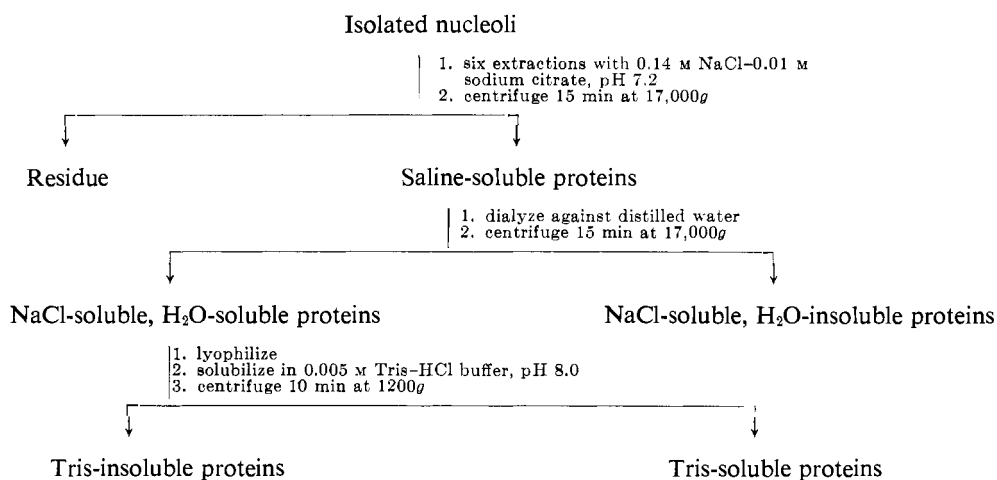 Isolated nucleoli
1. six extractions with 0.14 M NaCl–0.01 M
sodium citrate, pH 7.2
2. centrifuge 15 min at 17,000g
Residue
Saline-soluble proteins
1. dialyze against distilled water
2. centrifuge 15 min at 17,000g
NaCl-soluble, H₂O-soluble proteins
NaCl-soluble, H₂O-insoluble proteins
1. lyophilize
2. solubilize in 0.005 M Tris–HCl buffer, pH 8.0
3. centrifuge 10 min at 1200g
Tris-insoluble proteins
Tris-soluble proteins